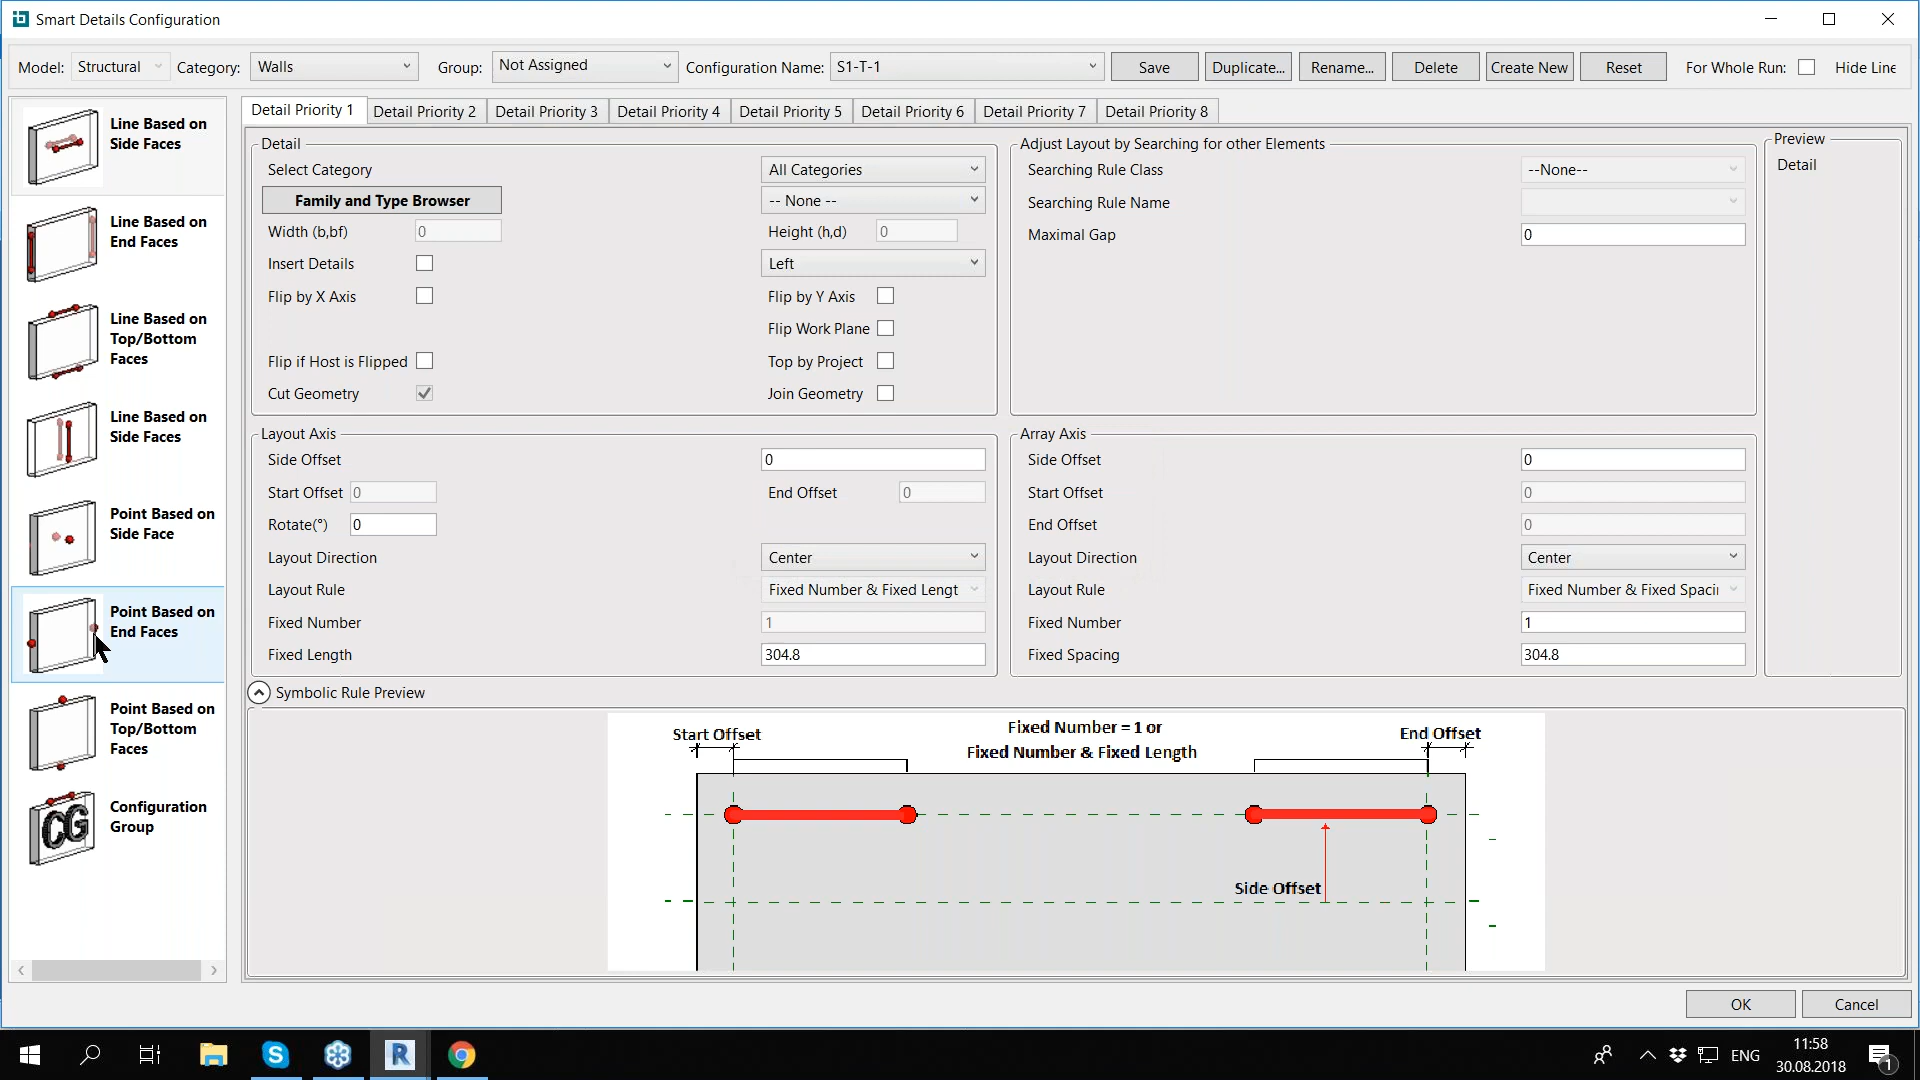 Smart Details Configuration
Model: Structural Category: Walls Group: Not Assigned Configuration Name: S1-T-1 Save Duplicate... Rename... Delete Create New Reset For Whole Run: Hide Line
Line Based on
Side Faces
Line Based on
End Faces
Line Based on
Top/Bottom
Faces
Line Based on
Side Faces
Point Based on
Side Face
Point Based on
End Faces
Point Based on
Top/Bottom
Faces
CG
Configuration
Group
Detail Priority 1 Detail Priority 2 Detail Priority 3 Detail Priority 4 Detail Priority 5 Detail Priority 6 Detail Priority 7 Detail Priority 8
Detail
Select Category All Categories
Family and Type Browser -- None --
Width (b,bf) 0 Height (h,d) 0
Insert Details Left
Flip by X Axis Flip by Y Axis
Flip Work Plane
Flip if Host is Flipped Top by Project
Cut Geometry Join Geometry
Adjust Layout by Searching for other Elements
Searching Rule Class --None--
Searching Rule Name
Maximal Gap 0
Preview
Detail
Layout Axis
Side Offset 0
Start Offset 0 End Offset 0
Rotate(°) 0
Layout Direction Center
Layout Rule Fixed Number & Fixed Lengt
Fixed Number 1
Fixed Length 304.8
Array Axis
Side Offset 0
Start Offset 0
End Offset 0
Layout Direction Center
Layout Rule Fixed Number & Fixed Spacii
Fixed Number 1
Fixed Spacing 304.8
Symbolic Rule Preview
Start Offset Fixed Number = 1 or End Offset
Fixed Number & Fixed Length
Side Offset
OK Cancel
S R ENG 11:58
30.08.2018
1